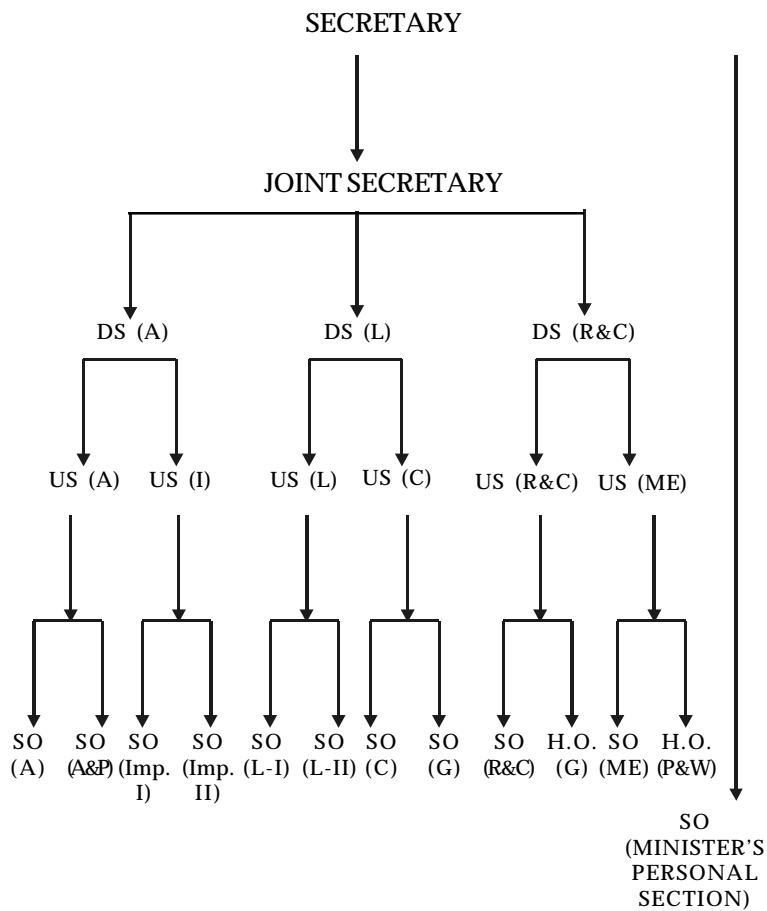 SECRETARY
JOINT SECRETARY
DS (A)
DS (L)
DS (R&C)
US (A)
US (I)
US (L)
US (C)
US (R&C)
US (ME)
SO
(A)
SO
(A&P)
SO
(Imp.
I)
SO
(Imp.
II)
SO
(L-I)
SO
(L-II)
SO
(C)
SO
(G)
SO
(R&C)
H.O.
(G)
SO
(ME)
H.O.
(P&W)
SO
(MINISTER'S
PERSONAL
SECTION)